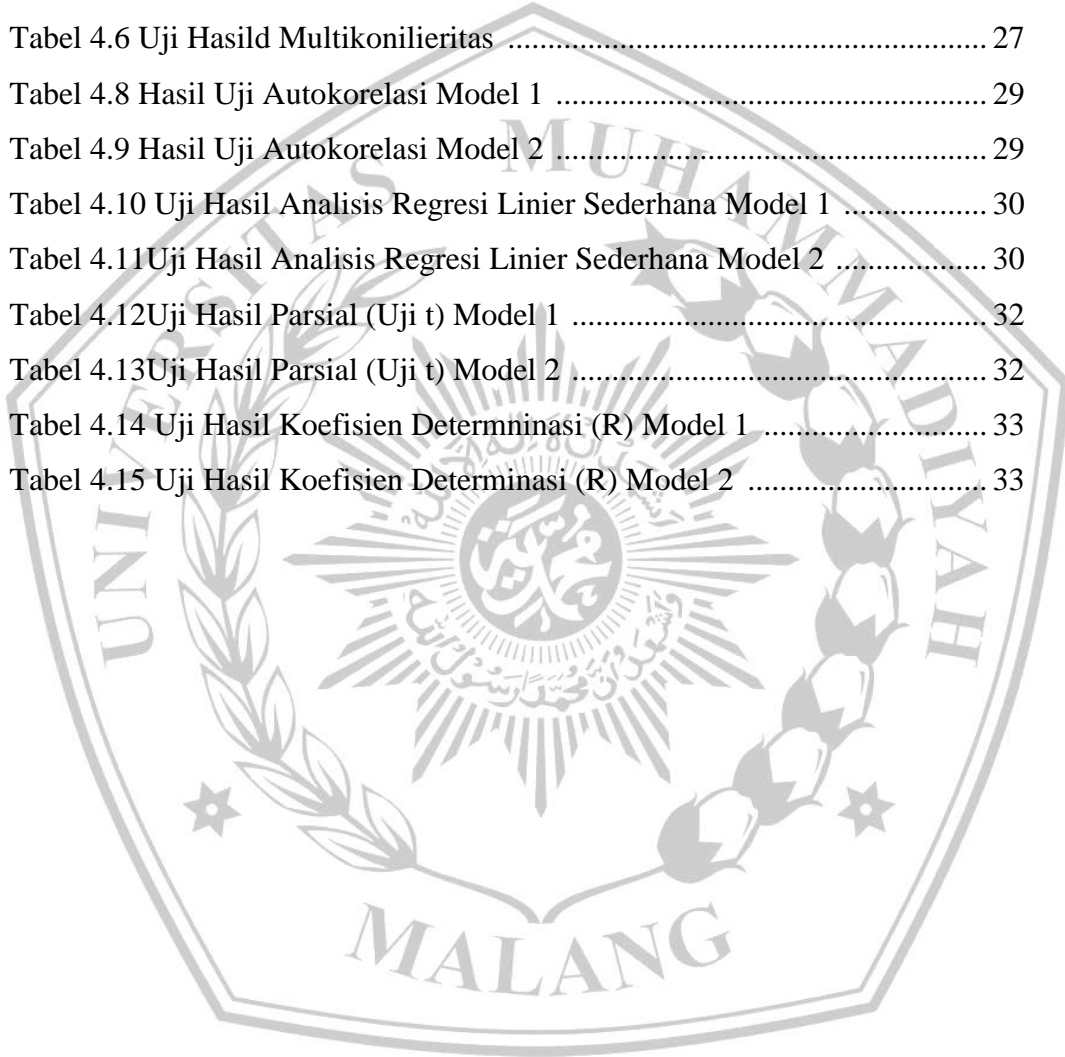 Tabel 4.6 Uji Hasild Multikonilieritas ........................................................................ 27
Tabel 4.8 Hasil Uji Autokorelasi Model 1 ................................................................. 29
Tabel 4.9 Hasil Uji Autokorelasi Model 2 ................................................................. 29
Tabel 4.10 Uji Hasil Analisis Regresi Linier Sederhana Model 1 ..................... 30
Tabel 4.11Uji Hasil Analisis Regresi Linier Sederhana Model 2 ...................... 30
Tabel 4.12Uji Hasil Parsial (Uji t) Model 1 .............................................................. 32
Tabel 4.13Uji Hasil Parsial (Uji t) Model 2 .............................................................. 32
Tabel 4.14 Uji Hasil Koefisien Determninasi (R) Model 1 ................................. 33
Tabel 4.15 Uji Hasil Koefisien Determinasi (R) Model 2 .................................... 33
UNIVERSITAS MUHAMMADIYAH
MALANG